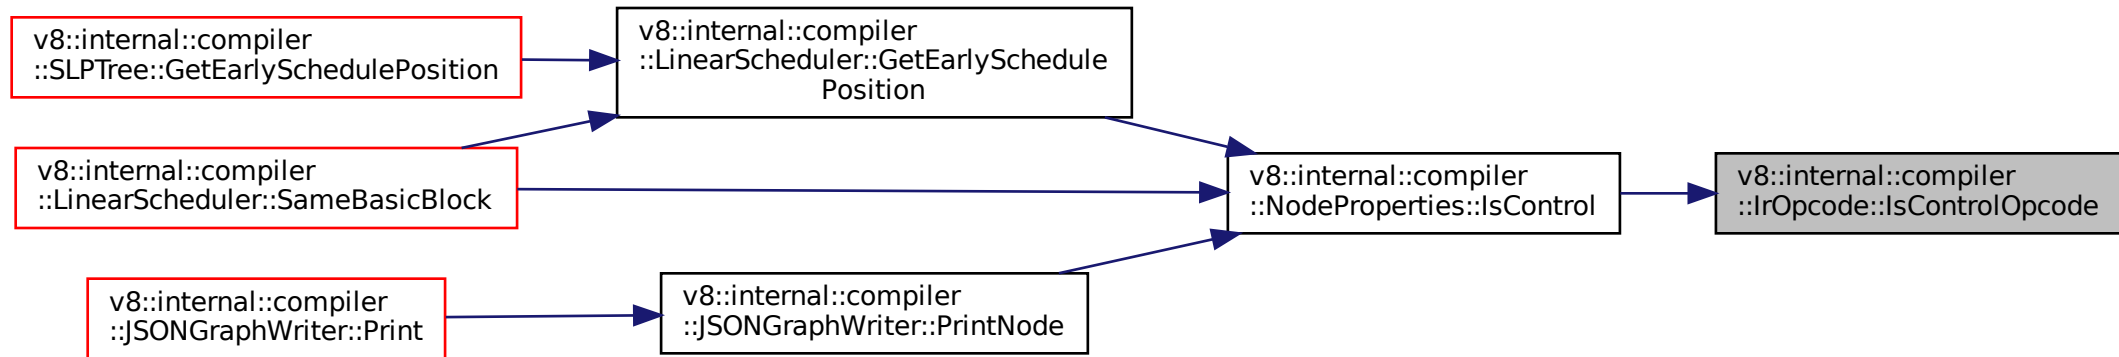 v8::internal::compiler
::SLPTree::GetEarlySchedulePosition
v8::internal::compiler
::LinearScheduler::GetEarlySchedule
Position
v8::internal::compiler
::LinearScheduler::SameBasicBlock
v8::internal::compiler
::NodeProperties::IsControl
v8::internal::compiler
::IrOpcode::IsControlOpcode
v8::internal::compiler
::JSONGraphWriter::Print
v8::internal::compiler
::JSONGraphWriter::PrintNode